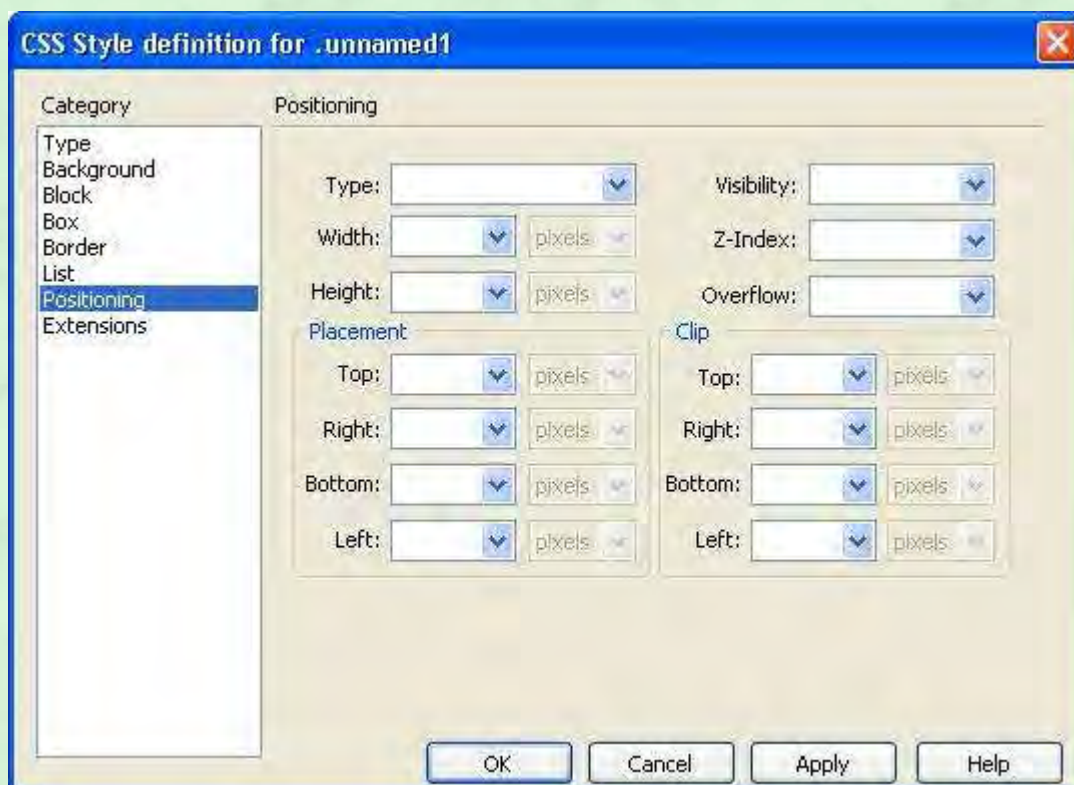 CSS Style definition for .unnamed1
Category
Type
Background
Block
Box
Border
List
Positioning
Extensions
Positioning
Type:
Visibility:
Width: pixels
Z-Index:
Height: pixels
Overflow:
Placement
Top: pixels
Right: pixels
Bottom: pixels
Left: pixels
Clip
Top: pixels
Right: pixels
Bottom: pixels
Left: pixels
OK Cancel Apply Help